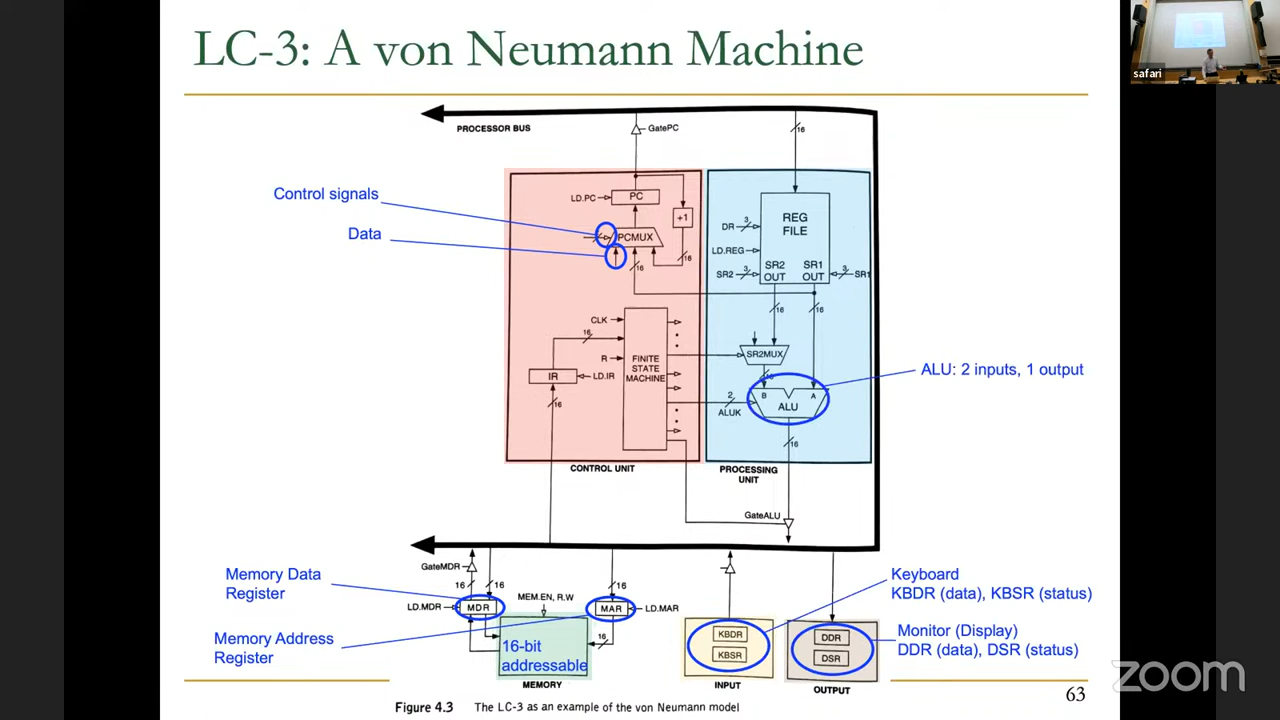 LC-3: A von Neumann Machine
safari
PROCESSOR BUS
GatePC
16
Control signals
Data
LD.PC
PC
+1
PCMUX
16
16
DR
3
REG
FILE
LD.REG
SR2
3
SR2
OUT
SR1
OUT
3
SR1
16
16
CLK
16
R
FINITE
STATE
MACHINE
IR
LD.IR
16
SR2MUX
16
B
A
ALU
2
ALUK
16
ALU: 2 inputs, 1 output
CONTROL UNIT
PROCESSING
UNIT
GateALU
GateMDR
16
16
16
Memory Data
Register
LD.MDR
MDR
MEM.EN, R.W
MAR
LD.MAR
Memory Address
Register
16-bit
addressable
16
MEMORY
KBDR
KBSR
INPUT
Keyboard
KBDR (data), KBSR (status)
DDR
DSR
OUTPUT
Monitor (Display)
DDR (data), DSR (status)
63
zoom
Figure 4.3 The LC-3 as an example of the von Neumann model